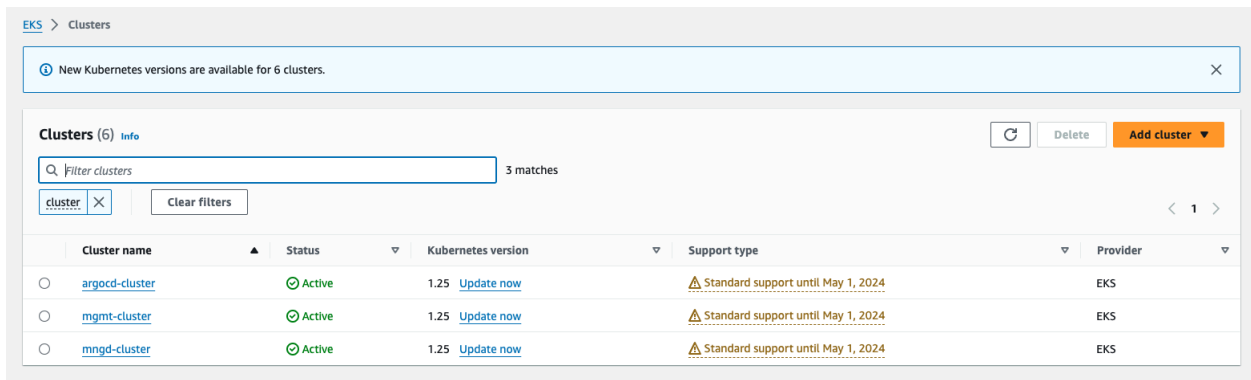 EKS > Clusters
New Kubernetes versions are available for 6 clusters.
Clusters (6) Info
Delete
Add cluster
Filter clusters
3 matches
cluster
Clear filters
1
Cluster name Status Kubernetes version Support type Provider
argocd-cluster Active 1.25 Update now Standard support until May 1, 2024 EKS
mgmt-cluster Active 1.25 Update now Standard support until May 1, 2024 EKS
mngd-cluster Active 1.25 Update now Standard support until May 1, 2024 EKS